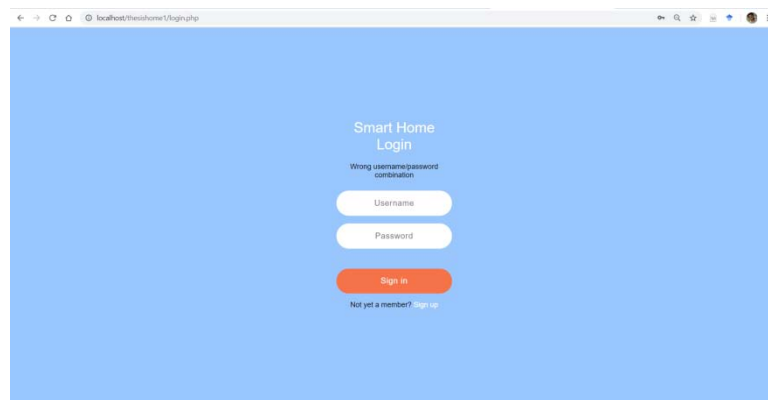 localhost/thesishome1/login.php
Smart Home
Login
Wrong username/password
combination
Username
Password
Sign in
Not yet a member? Sign up